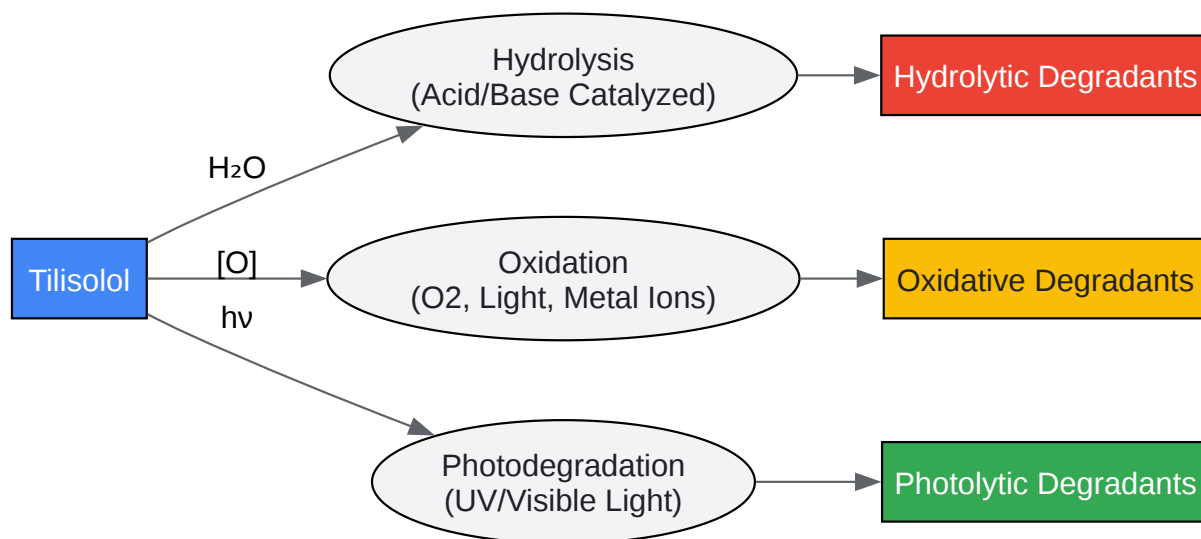 Hydrolysis
(Acid/Base Catalyzed)
Hydrolytic Degradants
H₂O
Tilisolol
[O]
Oxidation
(O2, Light, Metal Ions)
Oxidative Degradants
hν
Photodegradation
(UV/Visible Light)
Photolytic Degradants